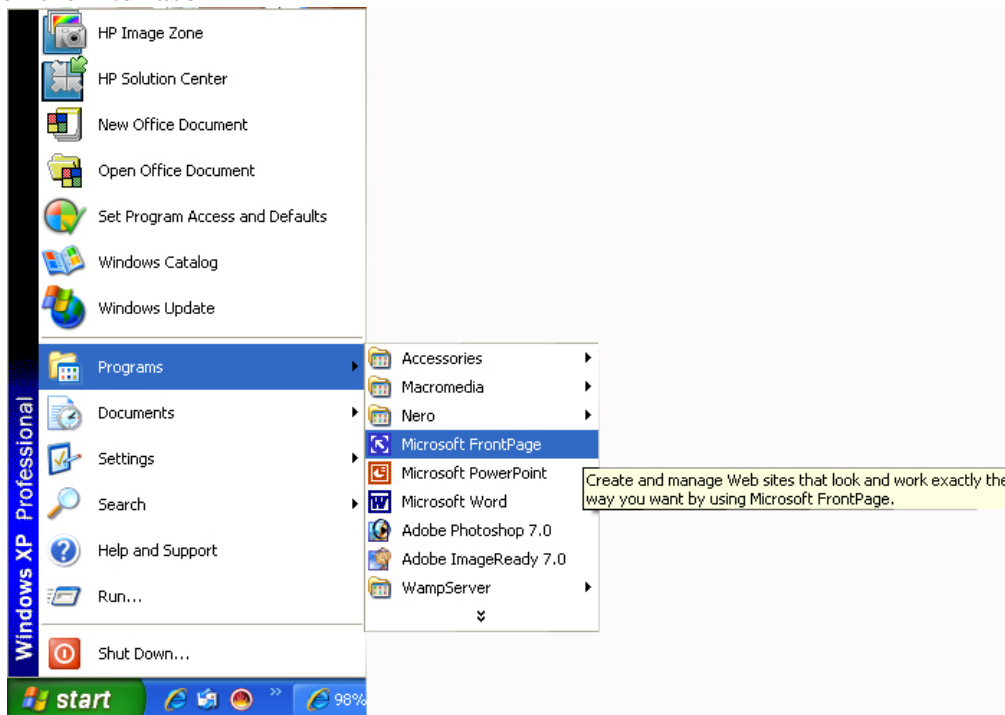 HP Image Zone
HP Solution Center
New Office Document
Open Office Document
Set Program Access and Defaults
Windows Catalog
Windows Update
Programs
Documents
Settings
Search
Help and Support
Run...
Shut Down...
Windows XP Professional
Accessories
Macromedia
Nero
Microsoft FrontPage
Microsoft PowerPoint
Microsoft Word
Adobe Photoshop 7.0
Adobe ImageReady 7.0
WampServer
Create and manage Web sites that look and work exactly the
way you want by using Microsoft FrontPage.
start
98%